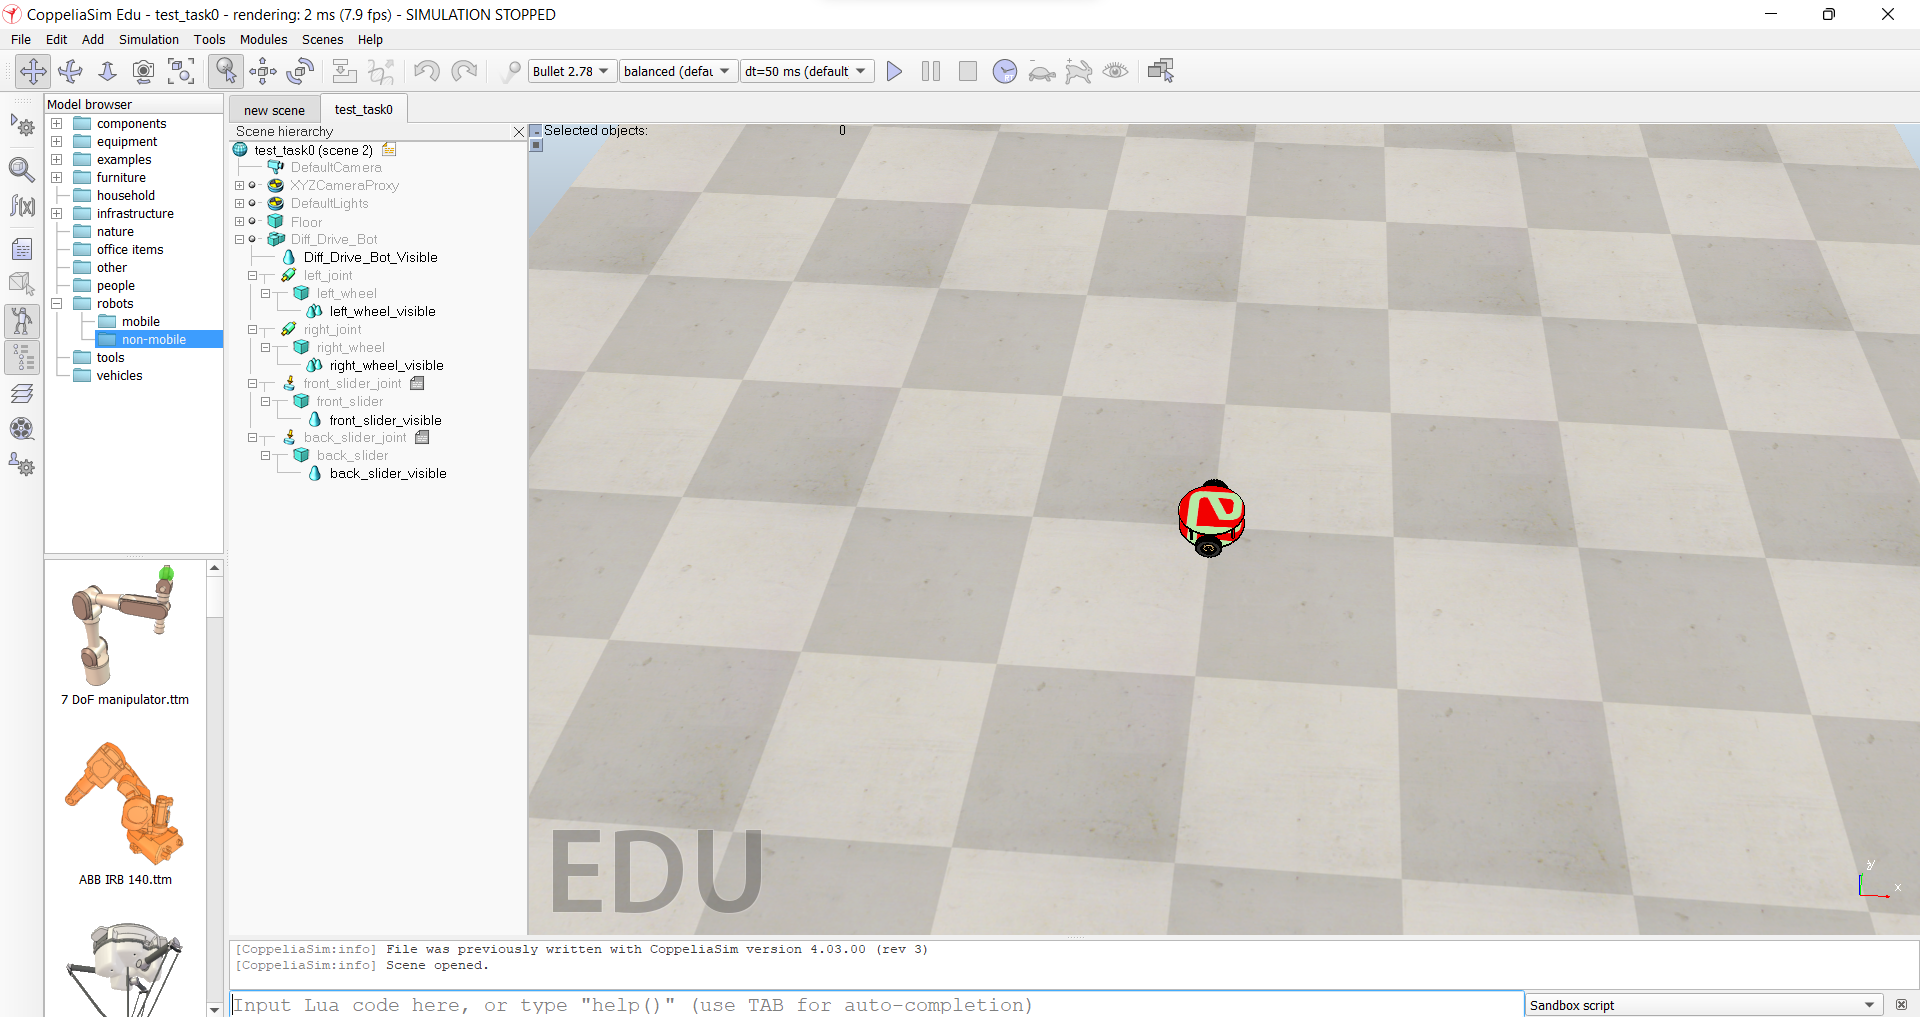 CoppeliaSim Edu - test_task0 - rendering: 2 ms (7.9 fps) - SIMULATION STOPPED
File Edit Add Simulation Tools Modules Scenes Help
Bullet 2.78 balanced (defau dt=50 ms (default
Model browser
components
equipment
examples
furniture
household
infrastructure
nature
office items
other
people
robots
mobile
non-mobile
tools
vehicles
7 DoF manipulator.ttm
ABB IRB 140.ttm
f(x)
new scene test_task0
Scene hierarchy
test_task0 (scene 2)
DefaultCamera
XYZCameraProxy
DefaultLights
Floor
Diff_Drive_Bot
Diff_Drive_Bot_Visible
left_joint
left_wheel
left_wheel_visible
right_joint
right_wheel
right_wheel_visible
front_slider_joint
front_slider
front_slider_visible
back_slider_joint
back_slider
back_slider_visible
Selected objects: 0
EDU
x
[CoppeliaSim:info] File was previously written with CoppeliaSim version 4.03.00 (rev 3)
[CoppeliaSim:info] Scene opened.
Input Lua code here, or type "help()" (use TAB for auto-completion)
Sandbox script